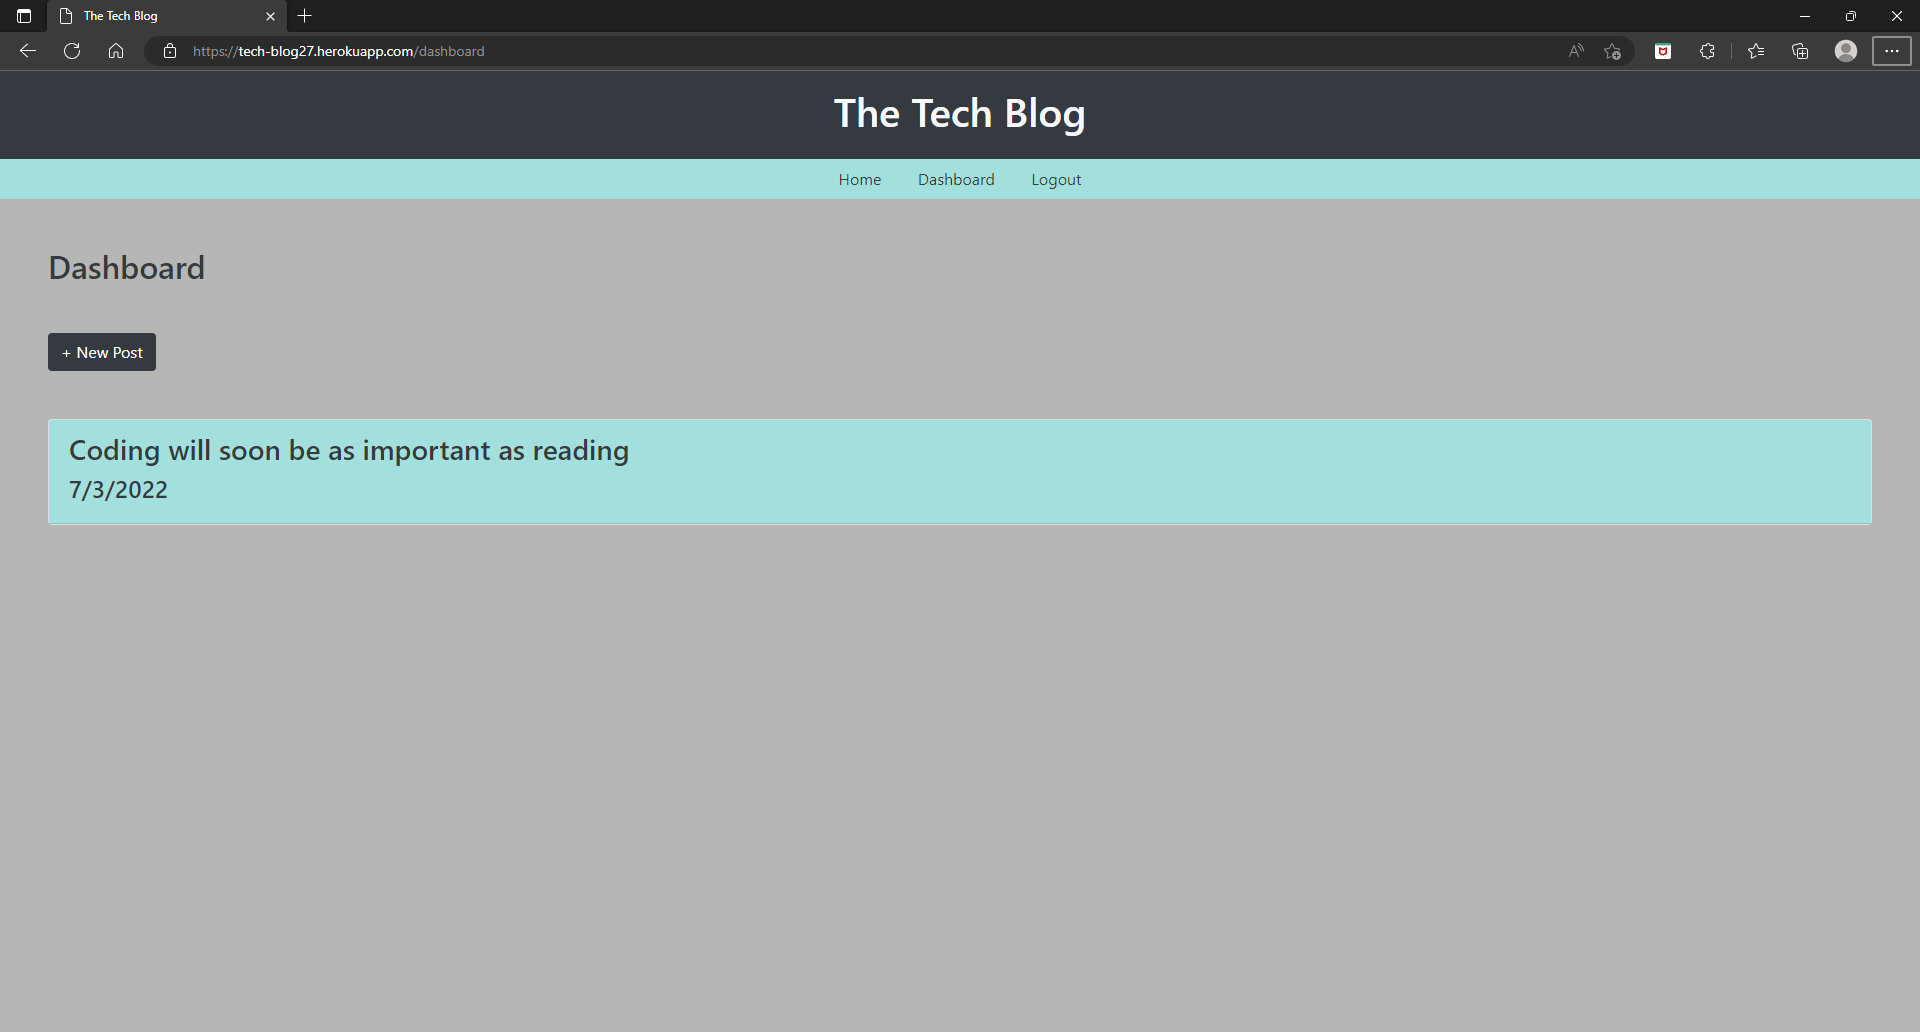 The Tech Blog
https://tech-blog27.herokuapp.com/dashboard
The Tech Blog
Home Dashboard Logout
Dashboard
+ New Post
Coding will soon be as important as reading
7/3/2022